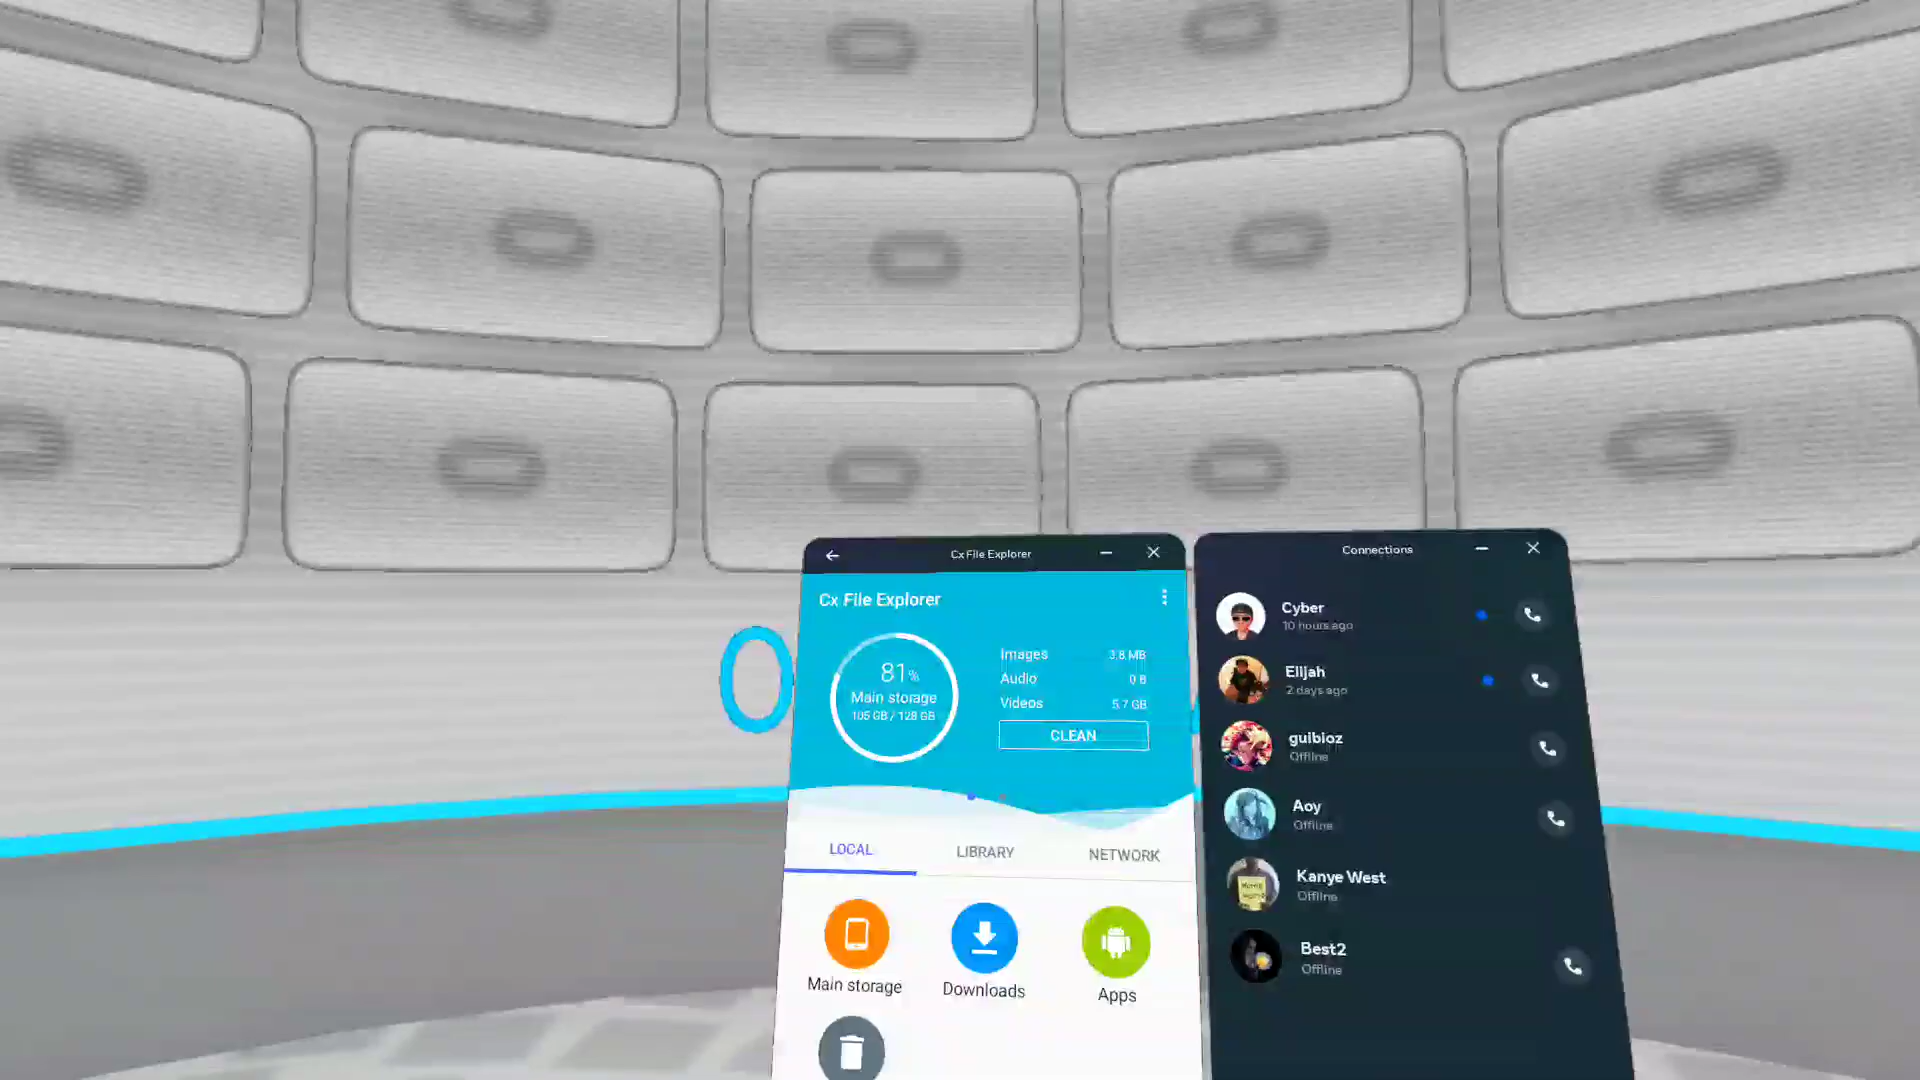 Cx File Explorer
Cx File Explorer
81%
Main storage
105 GB / 128 GB
Images 3.8 MB
Audio 0 B
Videos 5.7 GB
CLEAN
LOCAL LIBRARY NETWORK
Main storage
Downloads
Apps
Connections
Cyber
10 hours ago
Elijah
2 days ago
guibioz
Offline
Aoy
Offline
Kanye West
Offline
Best2
Offline